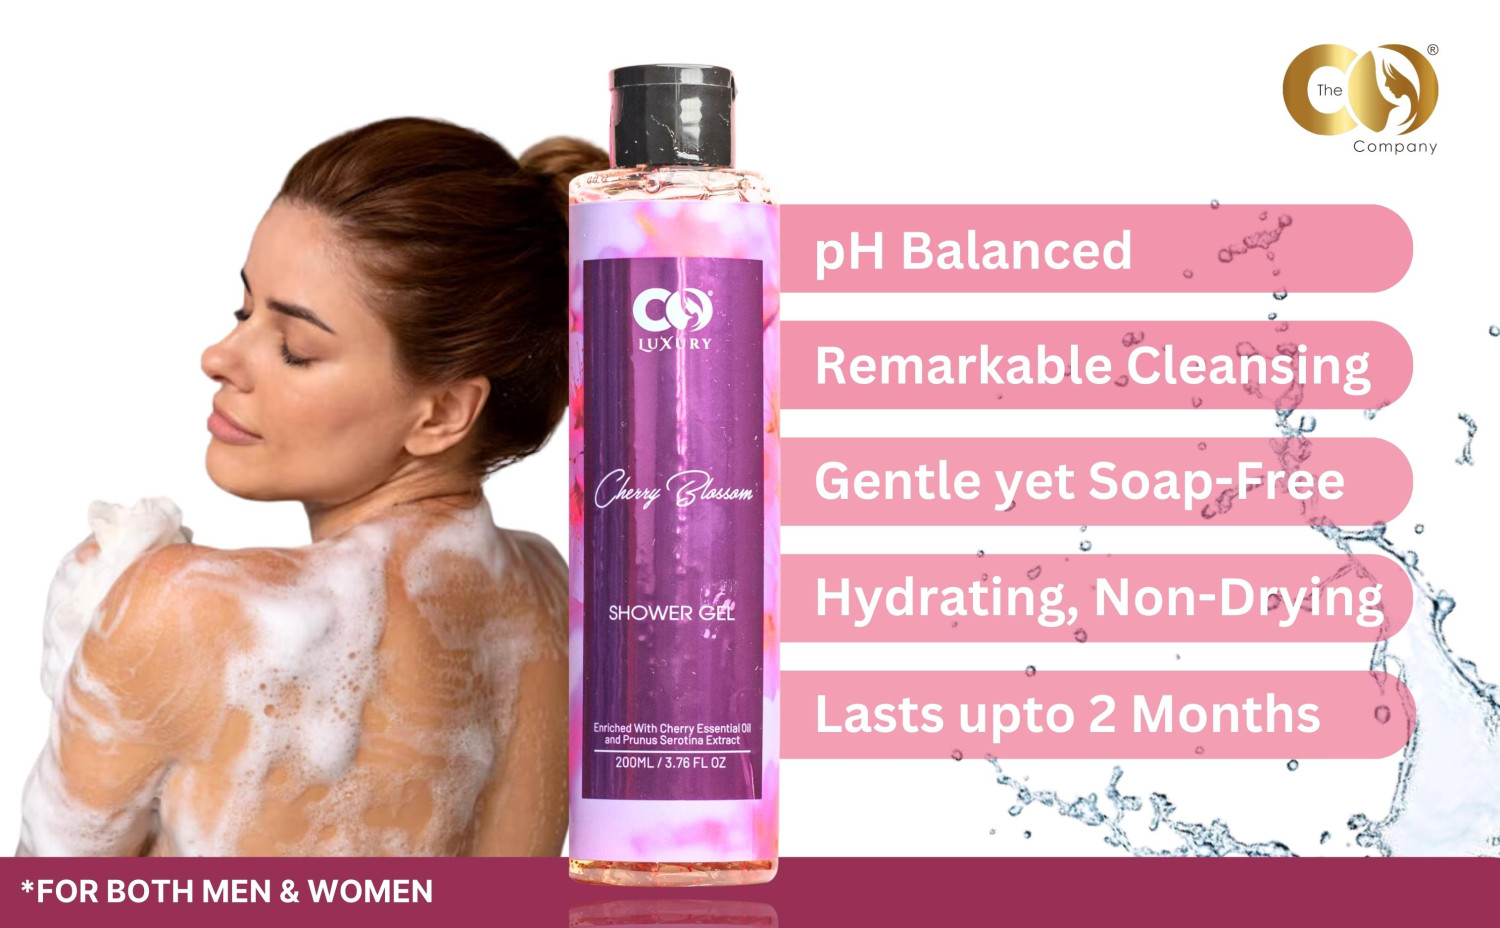 The
CO
®
Company
pH Balanced
Remarkable Cleansing
Gentle yet Soap-Free
Hydrating, Non-Drying
Lasts upto 2 Months
CO
LUXURY
Cherry Blossom
SHOWER GEL
Enriched With Cherry Essential Oil
and Prunus Serotina Extract
200ML / 3.76 FL OZ
*FOR BOTH MEN & WOMEN